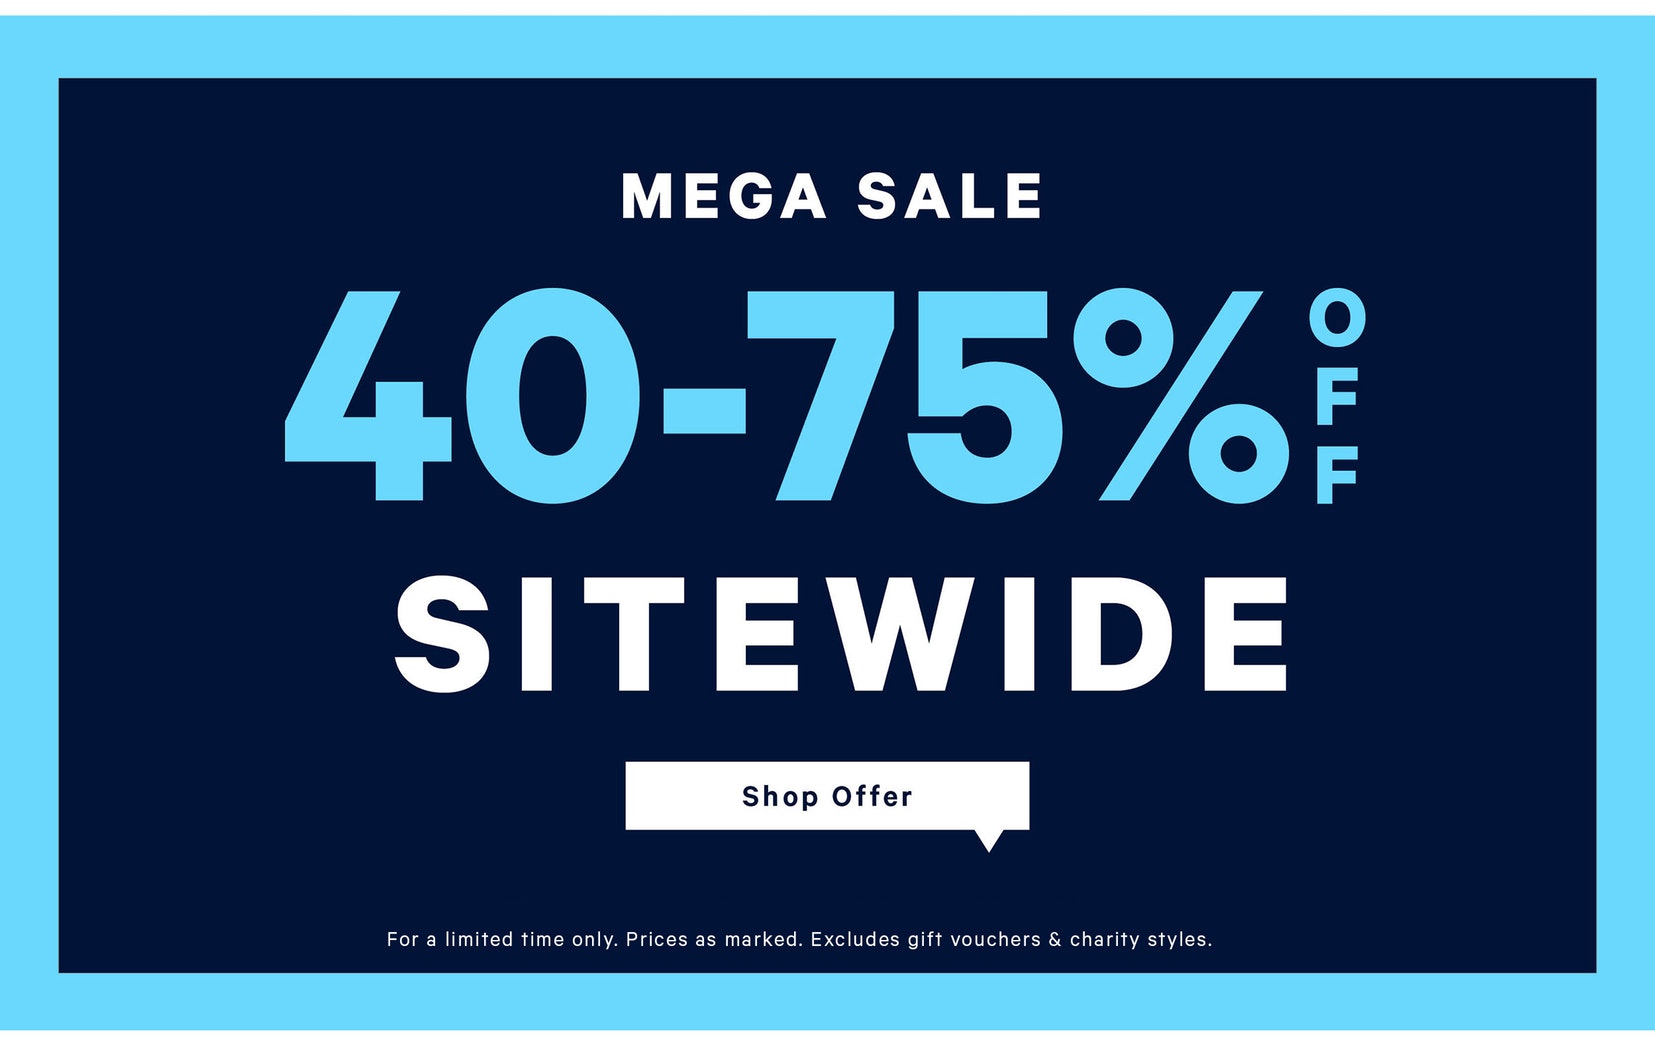 MEGA SALE
40-75% OFF
SITEWIDE
Shop Offer
For a limited time only. Prices as marked. Excludes gift vouchers & charity styles.